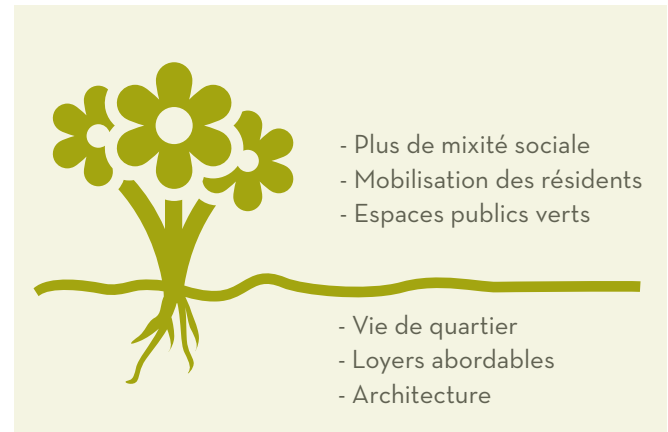 - Plus de mixité sociale
- Mobilisation des résidents
- Espaces publics verts
- Vie de quartier
- Loyers abordables
- Architecture